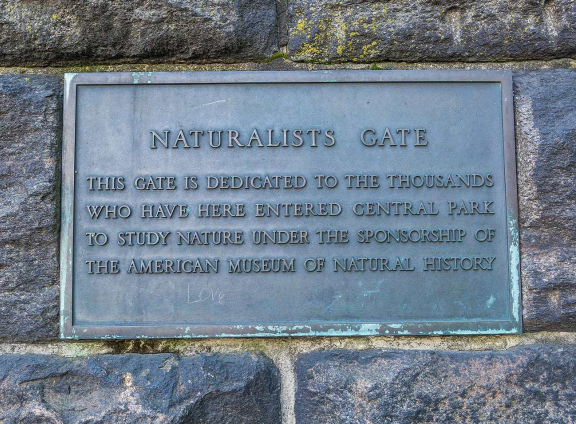 NATURALISTS GATE
THIS GATE IS DEDICATED TO THE THOUSANDS
WHO HAVE HERE ENTERED CENTRAL PARK
TO STUDY NATURE UNDER THE SPONSORSHIP OF
THE AMERICAN MUSEUM OF NATURAL HISTORY